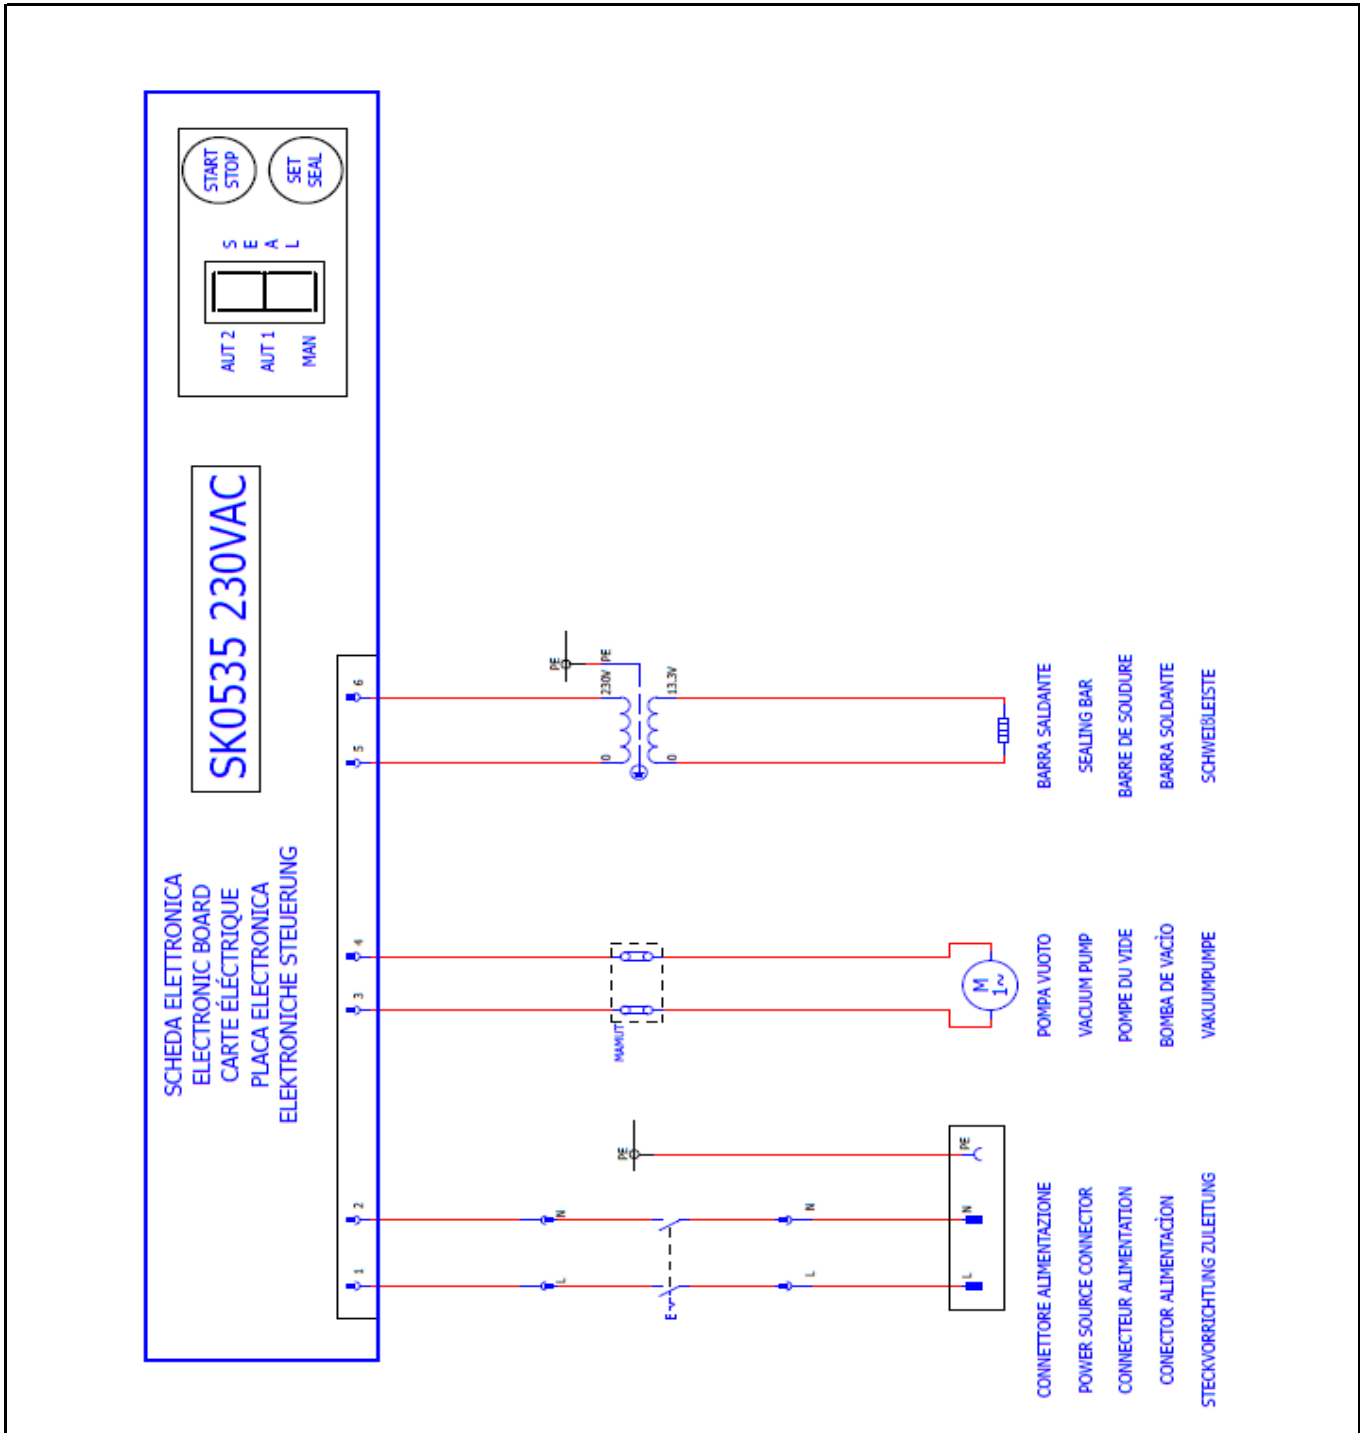 SCHEDA ELETTRONICA
ELECTRONIC BOARD
CARTE ÉLÉCTRIQUE
PLACA ELECTRONICA
ELEKTRONICHE STEUERUNG
SK0535 230VAC
AUT 2
AUT 1
MAN
S
E
A
L
START
STOP
SET
SEAL
1
2
3
4
5
6
L
N
PE
MAMUT
PE
PE
0
230V
0
13.3V
L
N
M
1~
L
N
PE
CONNETTORE ALIMENTAZIONE
POWER SOURCE CONNECTOR
CONNECTEUR ALIMENTATION
CONECTOR ALIMENTACÌON
STECKVORRICHTUNG ZULEITUNG
POMPA VUOTO
VACUUM PUMP
POMPE DU VIDE
BOMBA DE VACÌO
VAKUUMPUMPE
BARRA SALDANTE
SEALING BAR
BARRE DE SOUDURE
BARRA SOLDANTE
SCHWEIßLEISTE